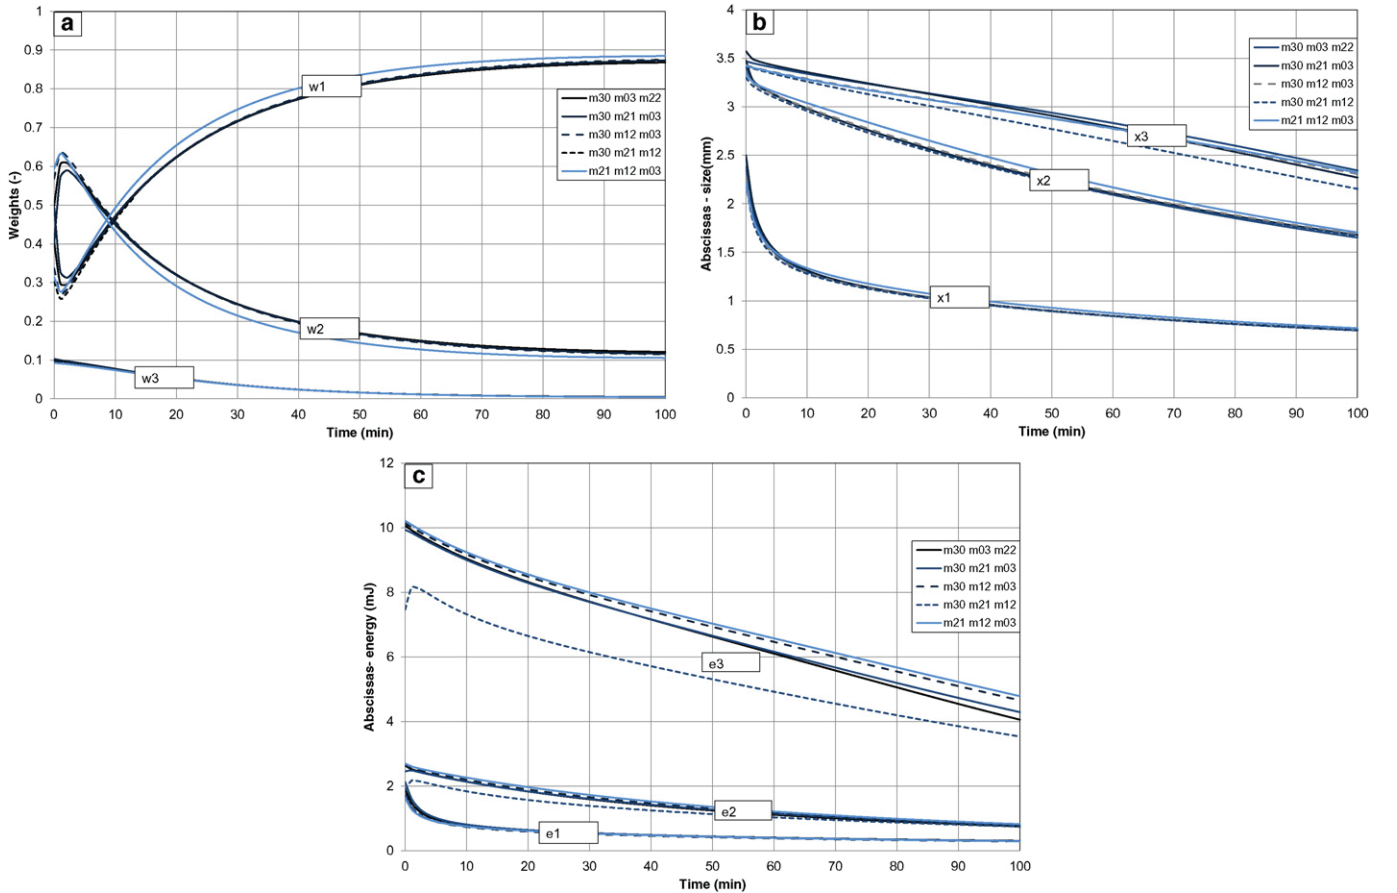 a
1
0.9
0.8
0.7
0.6
0.5
0.4
0.3
0.2
0.1
0
Weights (-)
w1
w2
w3
m30 m03 m22
m30 m21 m03
m30 m12 m03
m30 m21 m12
m21 m12 m03
0 10 20 30 40 50 60 70 80 90 100
Time (min)
b
4
3.5
3
2.5
2
1.5
1
0.5
0
Abscissas - size(mm)
x3
x2
x1
m30 m03 m22
m30 m21 m03
m30 m12 m03
m30 m21 m12
m21 m12 m03
0 10 20 30 40 50 60 70 80 90 100
Time (min)
c
12
10
8
6
4
2
0
Abscissas- energy (mJ)
e3
e2
e1
m30 m03 m22
m30 m21 m03
m30 m12 m03
m30 m21 m12
m21 m12 m03
0 10 20 30 40 50 60 70 80 90 100
Time (min)